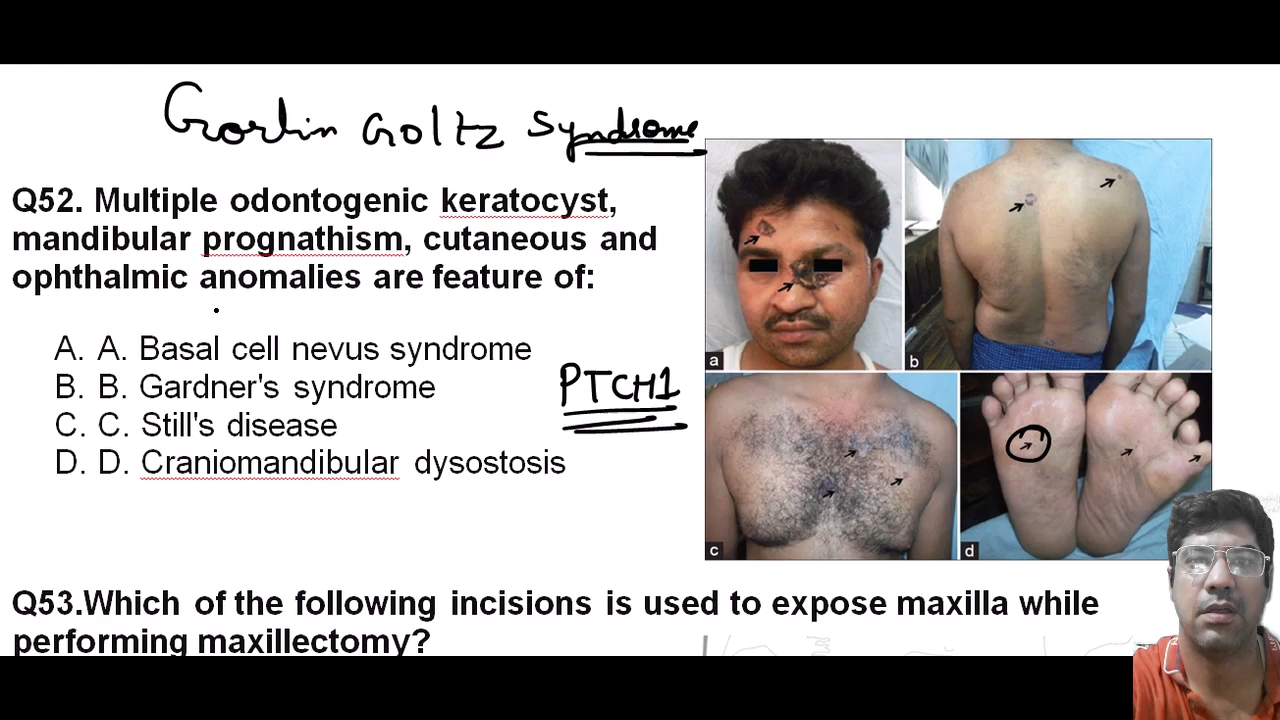 Gorlin Goltz Syndrome
Q52. Multiple odontogenic keratocyst,
mandibular prognathism, cutaneous and
ophthalmic anomalies are feature of:
A. A. Basal cell nevus syndrome
B. B. Gardner's syndrome
C. C. Still's disease
D. D. Craniomandibular dysostosis
PTCH1
a
b
c
d
Q53.Which of the following incisions is used to expose maxilla while
performing maxillectomy?